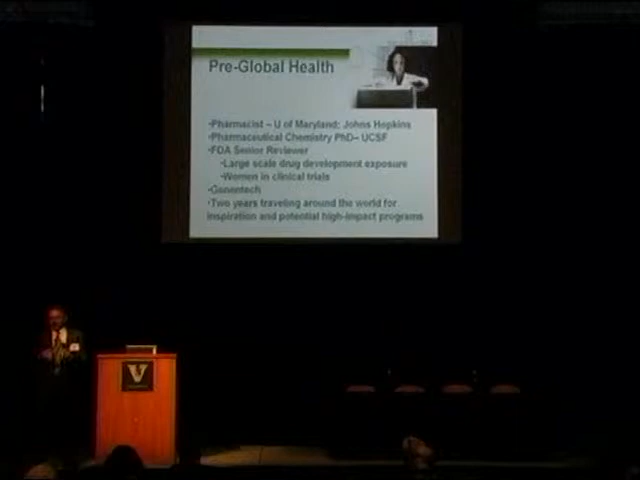 Pre-Global Health
•Pharmacist – U of Maryland; Johns Hopkins
•Pharmaceutical Chemistry PhD– UCSF
•FDA Senior Reviewer
•Large scale drug development exposure
•Women in clinical trials
•Genentech
•Two years traveling around the world for
inspiration and potential high-impact programs
V